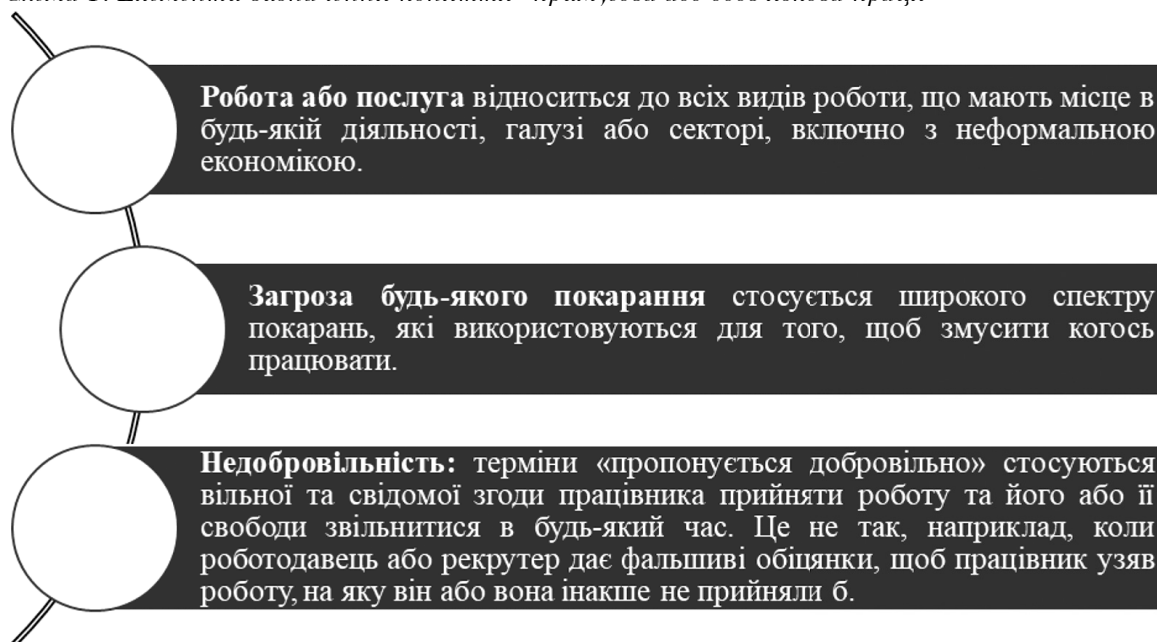 Робота або послуга відноситься до всіх видів роботи, що мають місце в
будь-якій діяльності, галузі або секторі, включно з неформальною
економікою.
Загроза будь-якого покарання стосується широкого спектру
покарань, які використовуються для того, щоб змусити когось
працювати.
Недобровільність: терміни «пропонується добровільно» стосуються
вільної та свідомої згоди працівника прийняти роботу та його або її
свободи звільнитися в будь-який час. Це не так, наприклад, коли
роботодавець або рекрутер дає фальшиві обіцянки, щоб працівник узяв
роботу, на яку він або вона інакше не прийняли б.